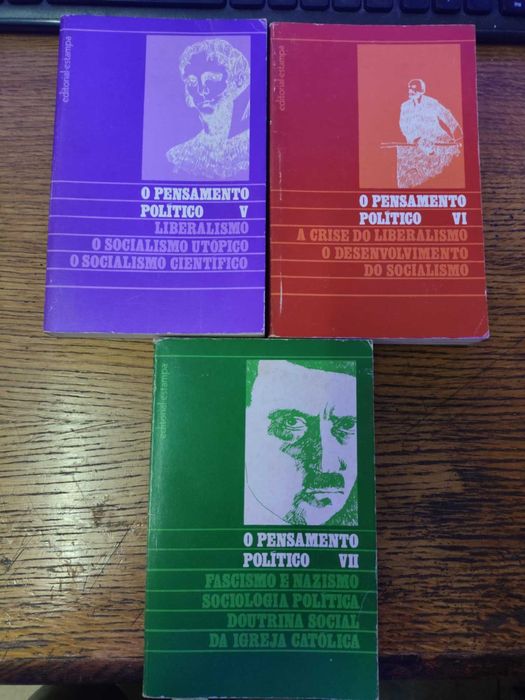 editorial estampa
O PENSAMENTO
POLÍTICO V
LIBERALISMO
O SOCIALISMO UTÓPICO
O SOCIALISMO CIENTÍFICO
editorial estampa
O PENSAMENTO
POLÍTICO VI
A CRISE DO LIBERALISMO
O DESENVOLVIMENTO
DO SOCIALISMO
editorial estampa
O PENSAMENTO
POLÍTICO VII
FASCISMO E NAZISMO
SOCIOLOGIA POLÍTICA
DOUTRINA SOCIAL
DA IGREJA CATÓLICA